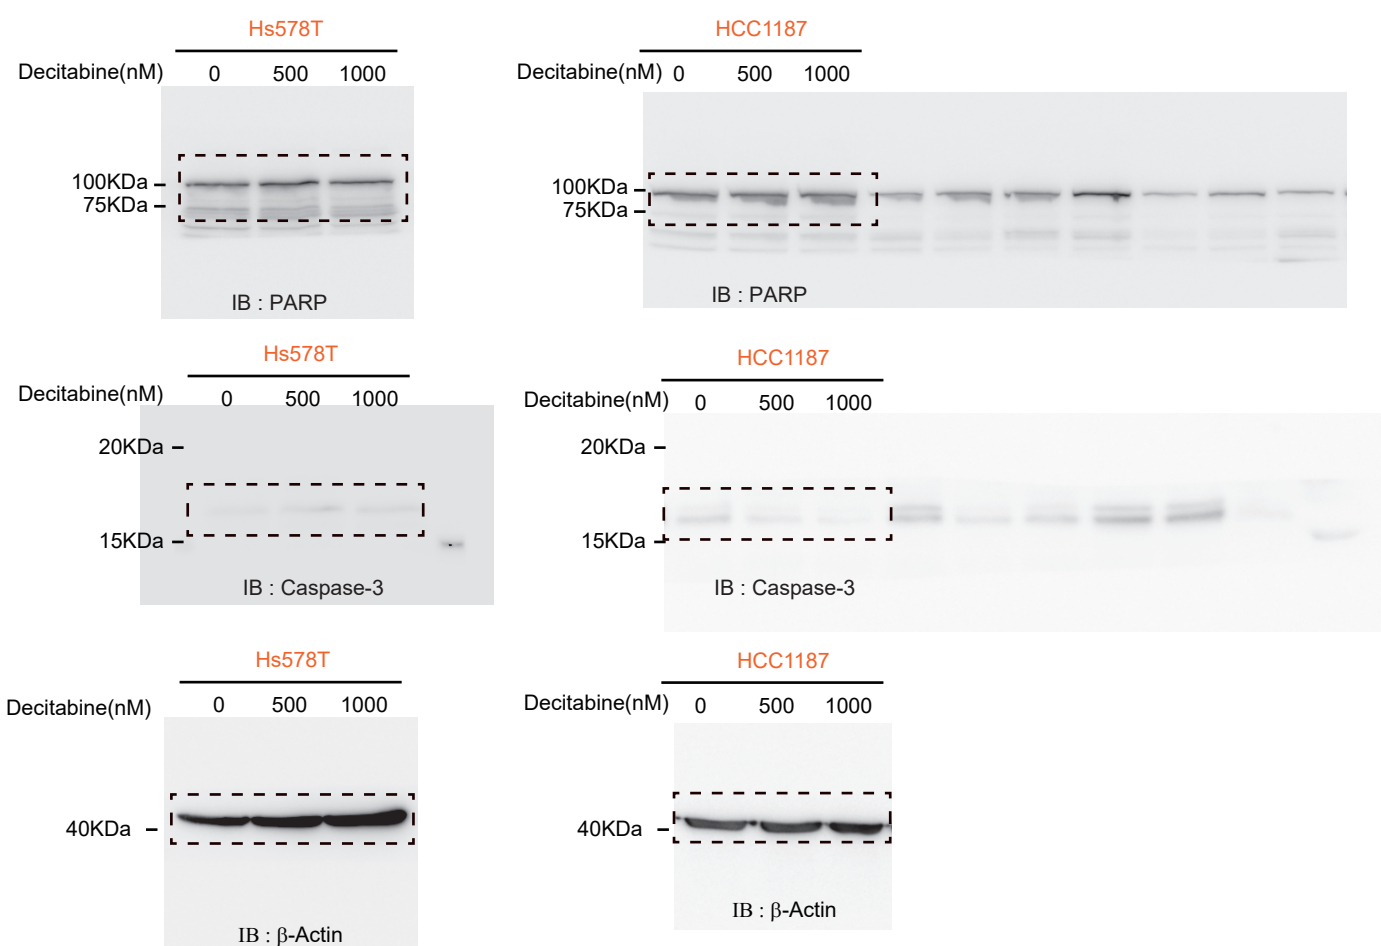 Hs578T
Decitabine(nM) 0 500 1000
100KDa
75KDa
IB : PARP
HCC1187
Decitabine(nM) 0 500 1000
100KDa
75KDa
IB : PARP
Hs578T
Decitabine(nM) 0 500 1000
20KDa
15KDa
IB : Caspase-3
HCC1187
Decitabine(nM) 0 500 1000
20KDa
15KDa
IB : Caspase-3
Hs578T
Decitabine(nM) 0 500 1000
40KDa
IB : β-Actin
HCC1187
Decitabine(nM) 0 500 1000
40KDa
IB : β-Actin